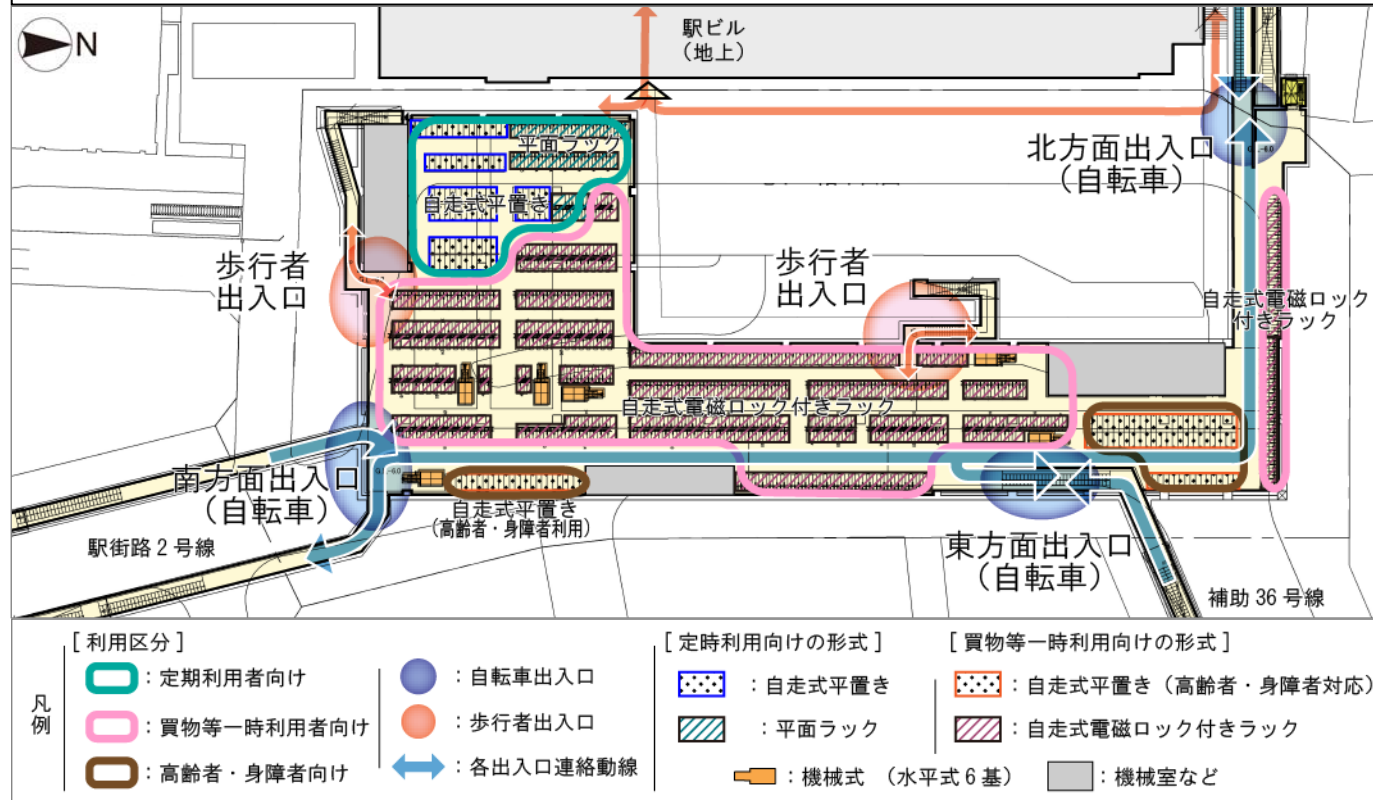 N
駅ビル
(地上)
北方面出入口
(自転車)
平面ラック
自走式平置き
歩行者
出入口
歩行者
出入口
自走式電磁ロック
付きラック
自走式電磁ロック付きラック
南方面出入口
(自転車)
自走式平置き
(高齢者・身障者利用)
駅街路2号線
東方面出入口
(自転車)
補助36号線
凡例
[利用区分]
:定期利用者向け
:買物等一時利用者向け
:高齢者・身障者向け
:自転車出入口
:歩行者出入口
:各出入口連絡動線
[定時利用向けの形式]
:自走式平置き
:平面ラック
[買物等一時利用向けの形式]
:自走式平置き(高齢者・身障者対応)
:自走式電磁ロック付きラック
:機械式 (水平式6基)
:機械室など